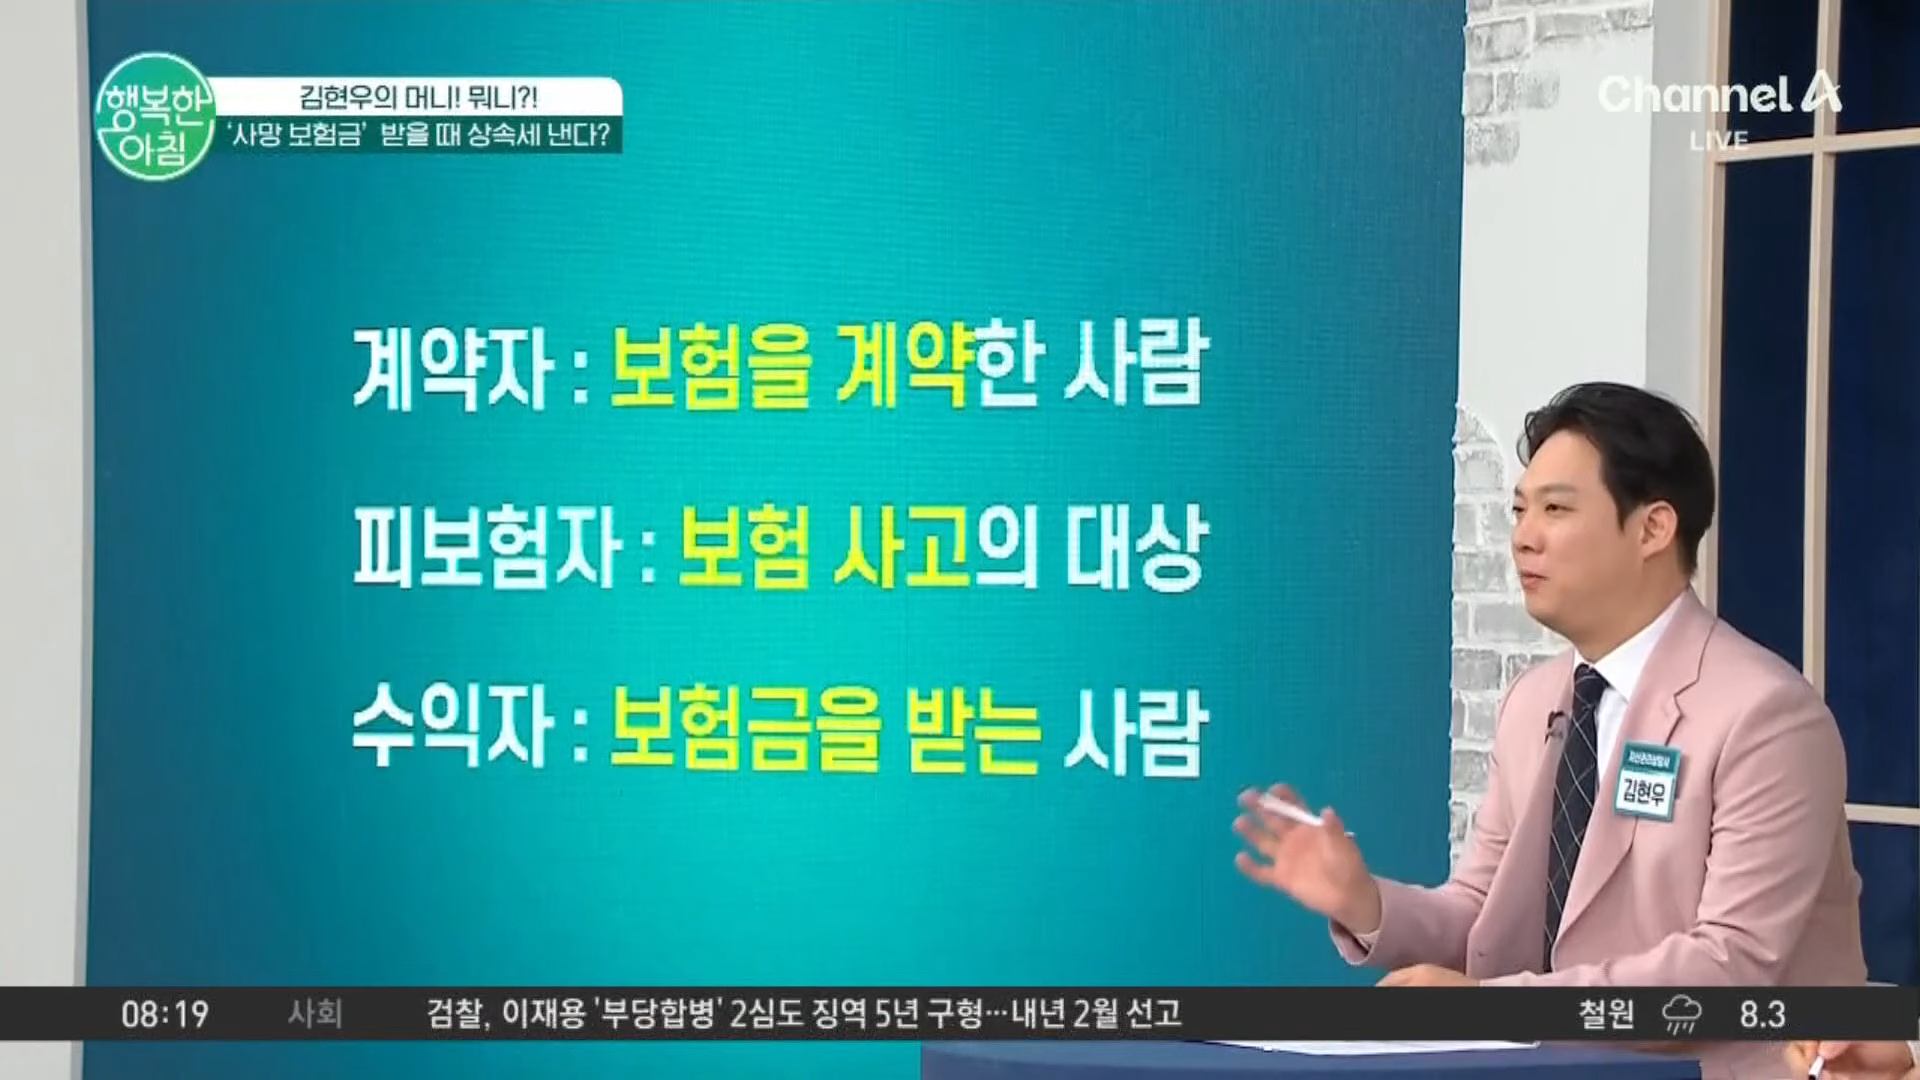 행복한
아침
김현우의 머니! 뭐니?!
‘사망 보험금’ 받을 때 상속세 낸다?
Channel A
LIVE
계약자 : 보험을 계약한 사람
피보험자 : 보험 사고의 대상
수익자 : 보험금을 받는 사람
김현우
08:19 사회 검찰, 이재용 '부당합병' 2심도 징역 5년 구형…내년 2월 선고 철원 8.3